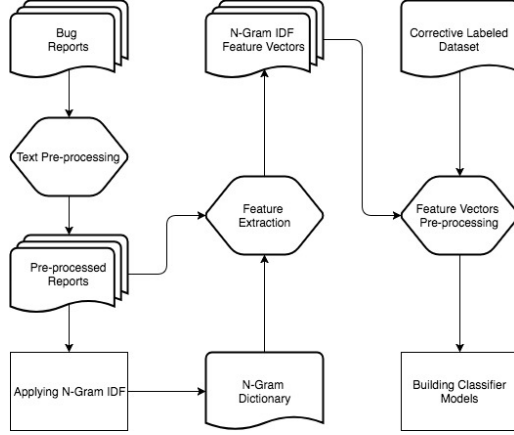 Bug
Reports
N-Gram IDF
Feature Vectors
Corrective Labeled
Dataset
Text Pre-processing
Feature
Extraction
Feature Vectors
Pre-processing
Pre-processed
Reports
Applying N-Gram IDF
N-Gram
Dictionary
Building Classifier
Models